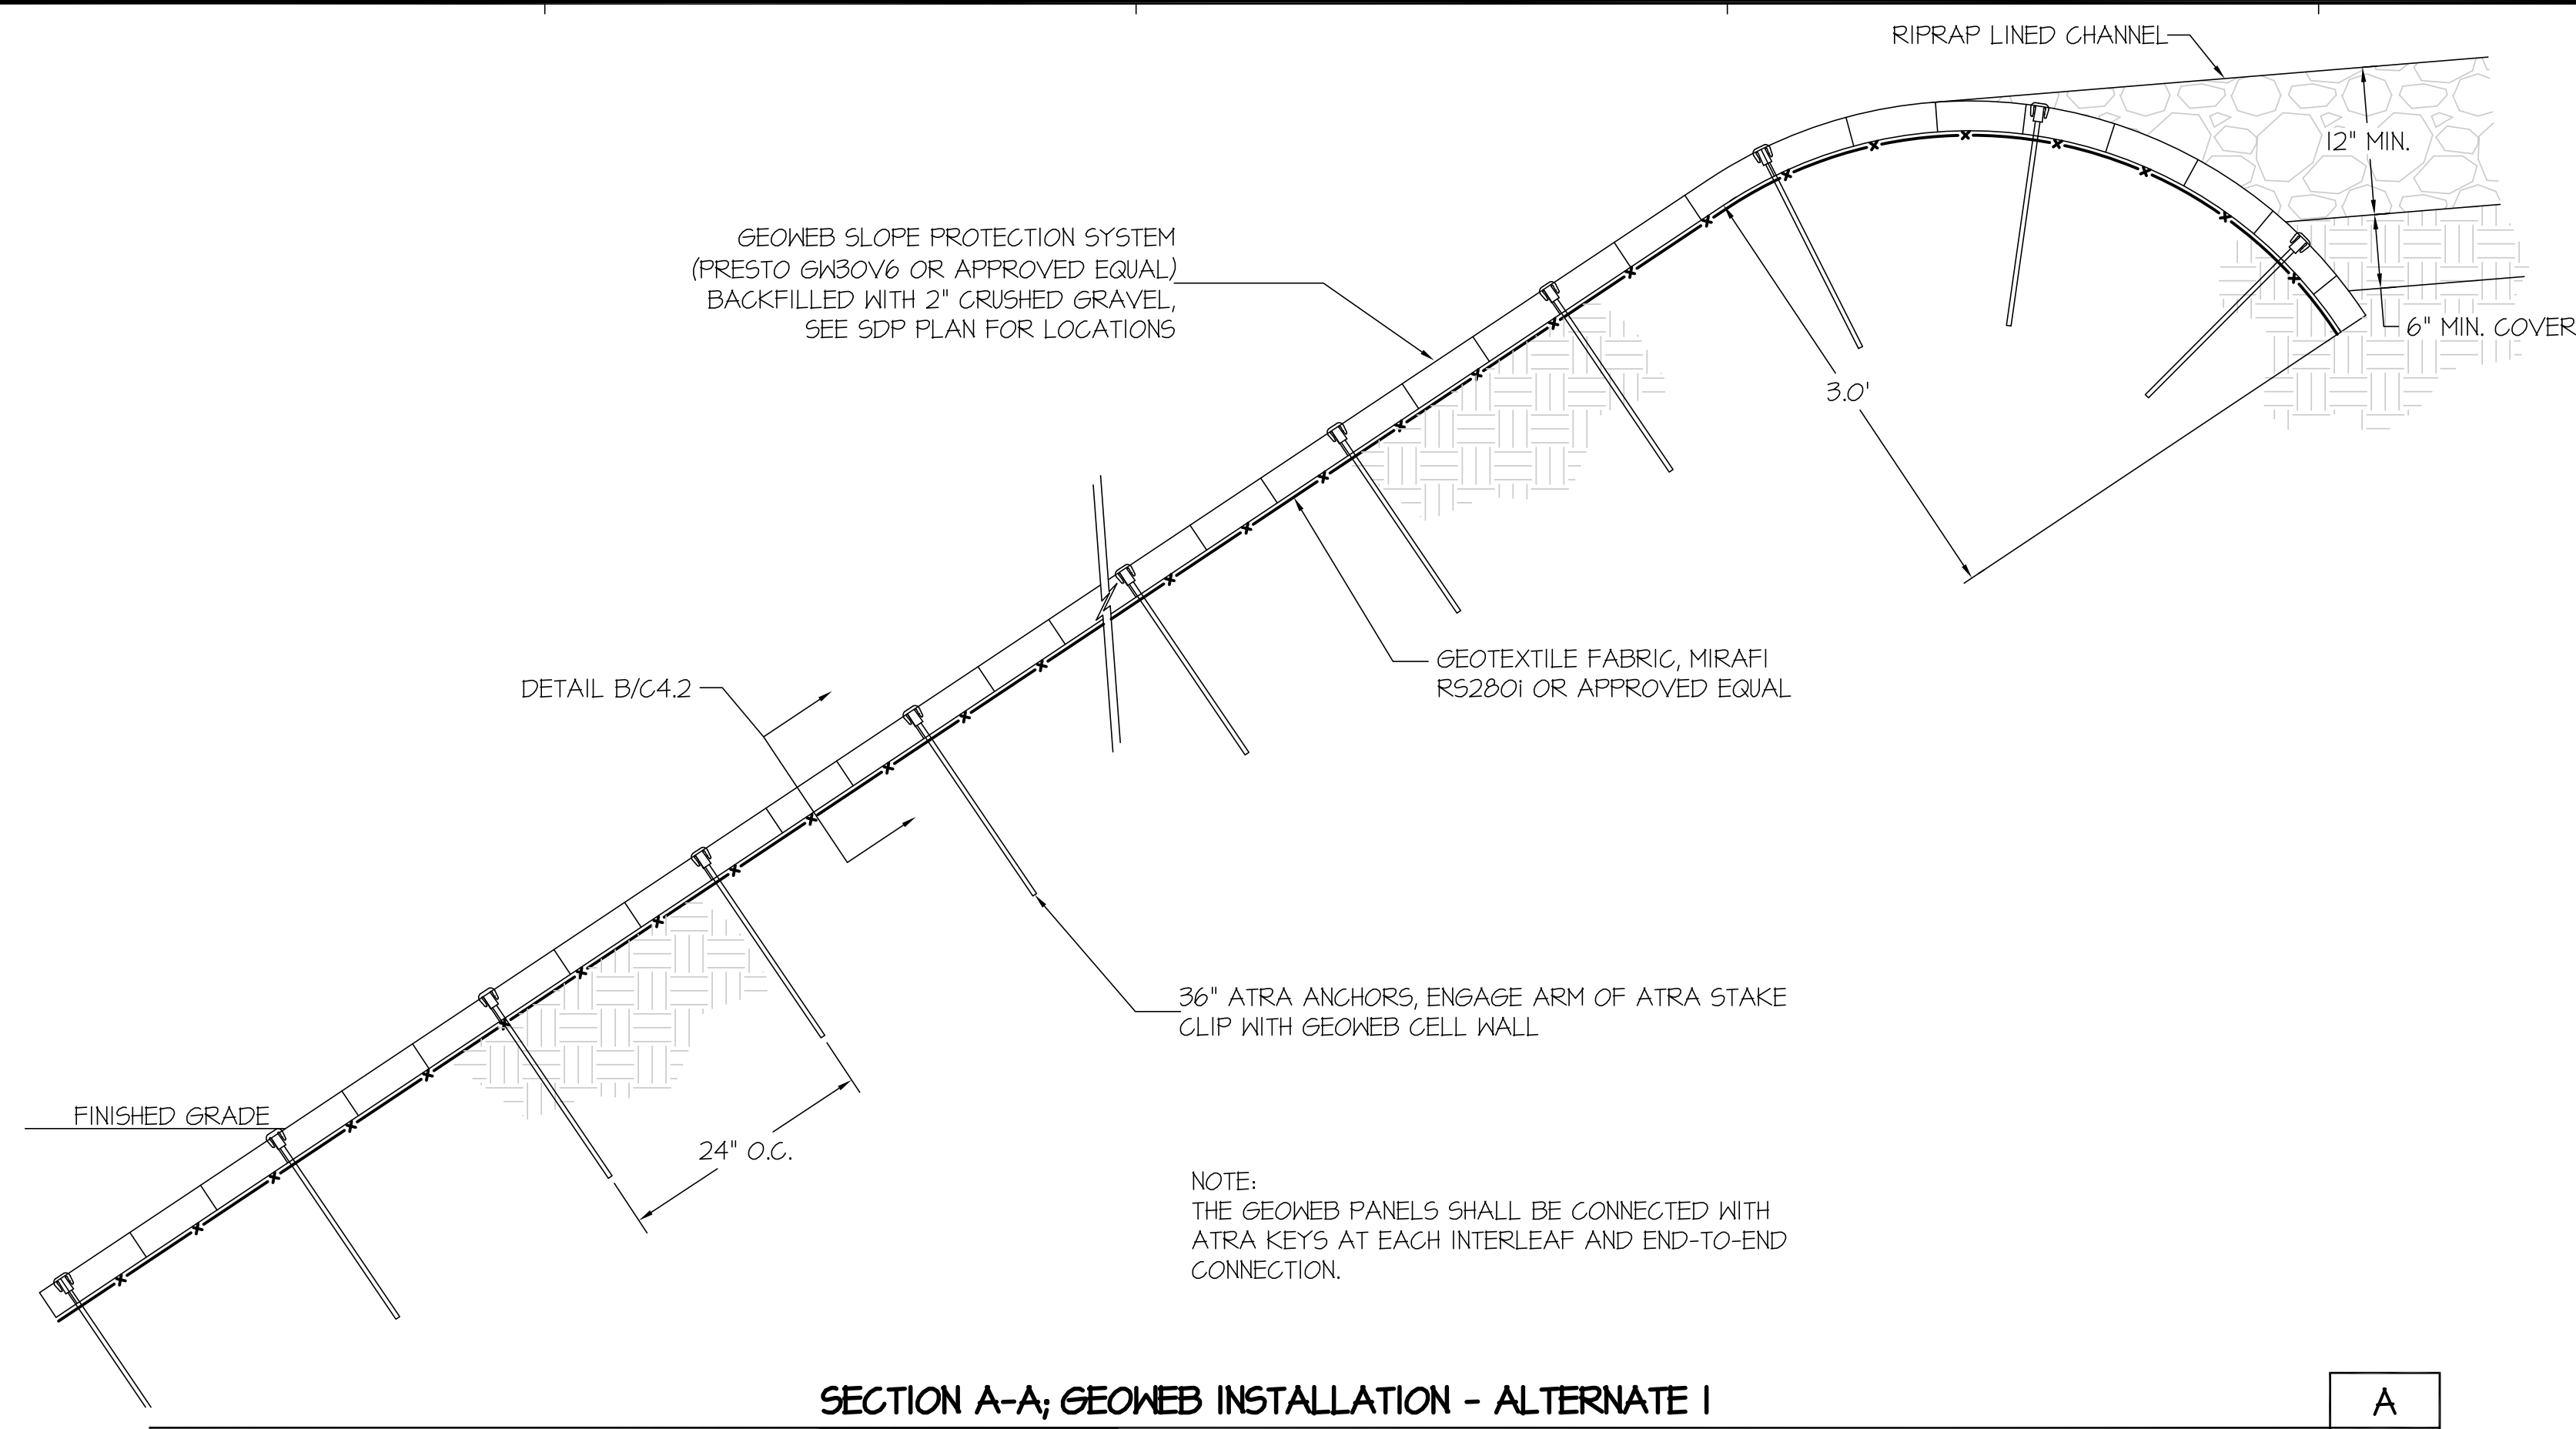 RIPRAP LINED CHANNEL
12" MIN.
GEOWEB SLOPE PROTECTION SYSTEM
(PRESTO GW30V6 OR APPROVED EQUAL)
BACKFILLED WITH 2" CRUSHED GRAVEL,
SEE SDP PLAN FOR LOCATIONS
6" MIN. COVER
3.0'
GEOTEXTILE FABRIC, MIRAFI
RS280i OR APPROVED EQUAL
DETAIL B/C4.2
36" ATRA ANCHORS, ENGAGE ARM OF ATRA STAKE
CLIP WITH GEOWEB CELL WALL
FINISHED GRADE
24" O.C.
NOTE:
THE GEOWEB PANELS SHALL BE CONNECTED WITH
ATRA KEYS AT EACH INTERLEAF AND END-TO-END
CONNECTION.
SECTION A-A; GEOWEB INSTALLATION - ALTERNATE 1
A